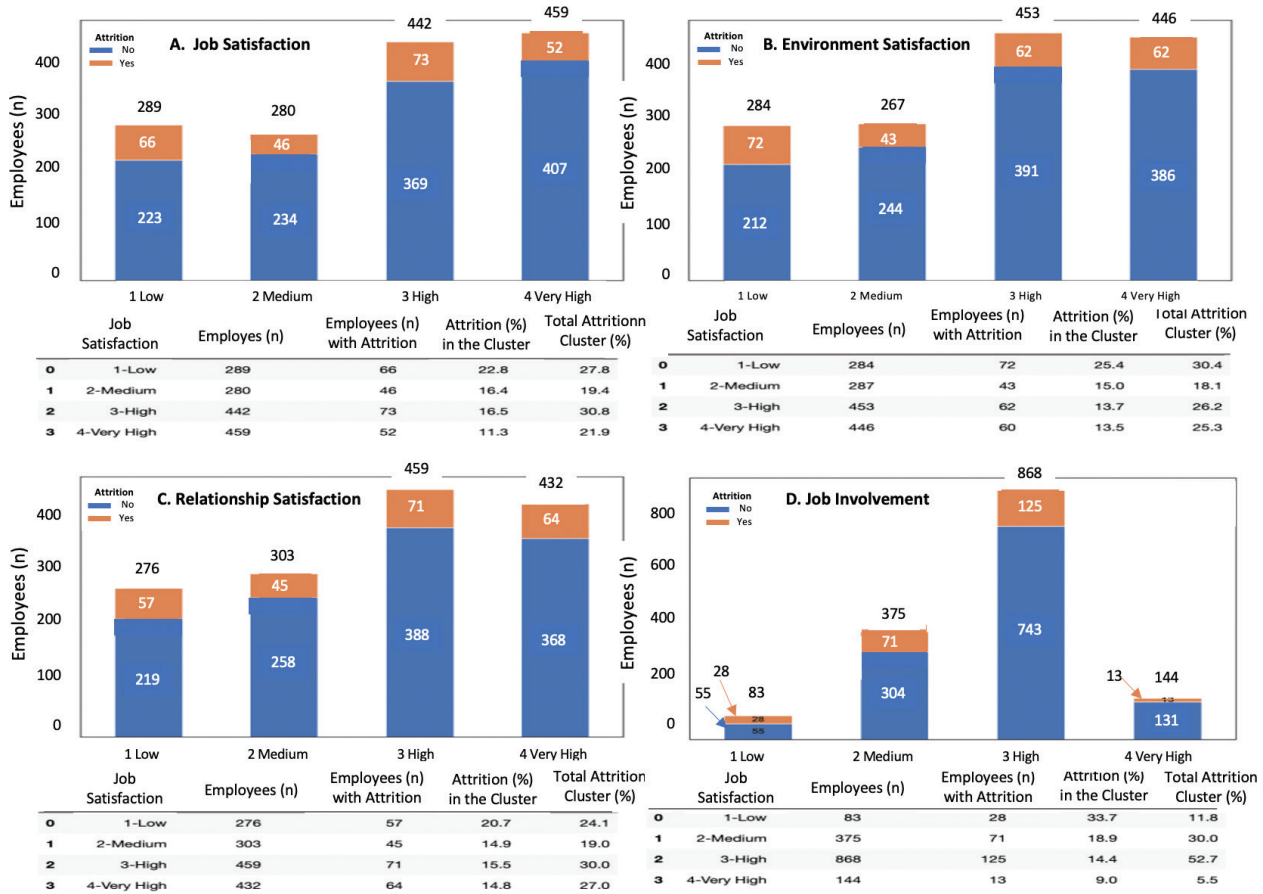 A. Job Satisfaction
Attrition
No
Yes
Employees (n)
400
300
200
100
0
289
66
223
280
46
234
442
73
369
459
52
407
1 Low 2 Medium 3 High 4 Very High
Job Satisfaction Employes (n) Employees (n) with Attrition Attrition (%) in the Cluster Total Attritionn Cluster (%)
0 1-Low 289 66 22.8 27.8
1 2-Medium 280 46 16.4 19.4
2 3-High 442 73 16.5 30.8
3 4-Very High 459 52 11.3 21.9
B. Environment Satisfaction
Attrition
No
Yes
Employees (n)
400
300
200
100
0
284
72
212
267
43
244
453
62
391
446
62
386
1 Low 2 Medium 3 High 4 Very High
Job Satisfaction Employees (n) Employees (n) with Attrition Attrition (%) in the Cluster Total Attrition Cluster (%)
0 1-Low 284 72 25.4 30.4
1 2-Medium 287 43 15.0 18.1
2 3-High 453 62 13.7 26.2
3 4-Very High 446 60 13.5 25.3
C. Relationship Satisfaction
Attrition
No
Yes
Employees (n)
400
300
200
100
0
276
57
219
303
45
258
459
71
388
432
64
368
1 Low 2 Medium 3 High 4 Very High
Job Satisfaction Employees (n) Employees (n) with Attrition Attrition (%) in the Cluster Total Attrition Cluster (%)
0 1-Low 276 57 20.7 24.1
1 2-Medium 303 45 14.9 19.0
2 3-High 459 71 15.5 30.0
3 4-Very High 432 64 14.8 27.0
D. Job Involvement
Attrition
No
Yes
Employees (n)
800
600
400
200
0
28
55
83
28
55
375
71
304
868
125
743
13
144
13
131
1 Low 2 Medium 3 High 4 Very High
Job Satisfaction Employees (n) Employees (n) with Attrition Attrition (%) in the Cluster Total Attrition Cluster (%)
0 1-Low 83 28 33.7 11.8
1 2-Medium 375 71 18.9 30.0
2 3-High 868 125 14.4 52.7
3 4-Very High 144 13 9.0 5.5